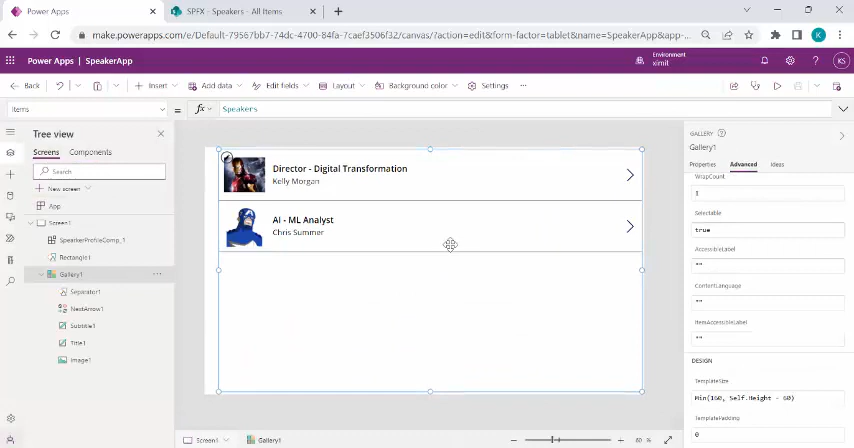 Power Apps
SPFX - Speakers - All Items
make.powerapps.com/e/Default-79567bb7-74dc-4700-84fa-7caef3506f32/canvas/?action=edit&form-factor=tablet&name=SpeakerApp&app-...
K
Power Apps | SpeakerApp
Environment
ximil
KS
Back
Insert
Add data
Edit fields
Layout
Background color
Settings
...
Items
= fx Speakers
Tree view
Screens Components
Search
New screen
App
Screen1
SpearkerProfileComp_1
Rectangle1
Gallery1
Separator1
NextArrow1
Subtitle1
Title1
Image1
Director - Digital Transformation
Kelly Morgan
AI - ML Analyst
Chris Summer
GALLERY
Gallery1
Properties Advanced Ideas
WrapCount
1
Selectable
true
AccessibleLabel
""
ContentLanguage
""
ItemAccessibleLabel
""
DESIGN
TemplateSize
Min(160, Self.Height - 60)
TemplatePadding
0
Screen1
Gallery1
60 %